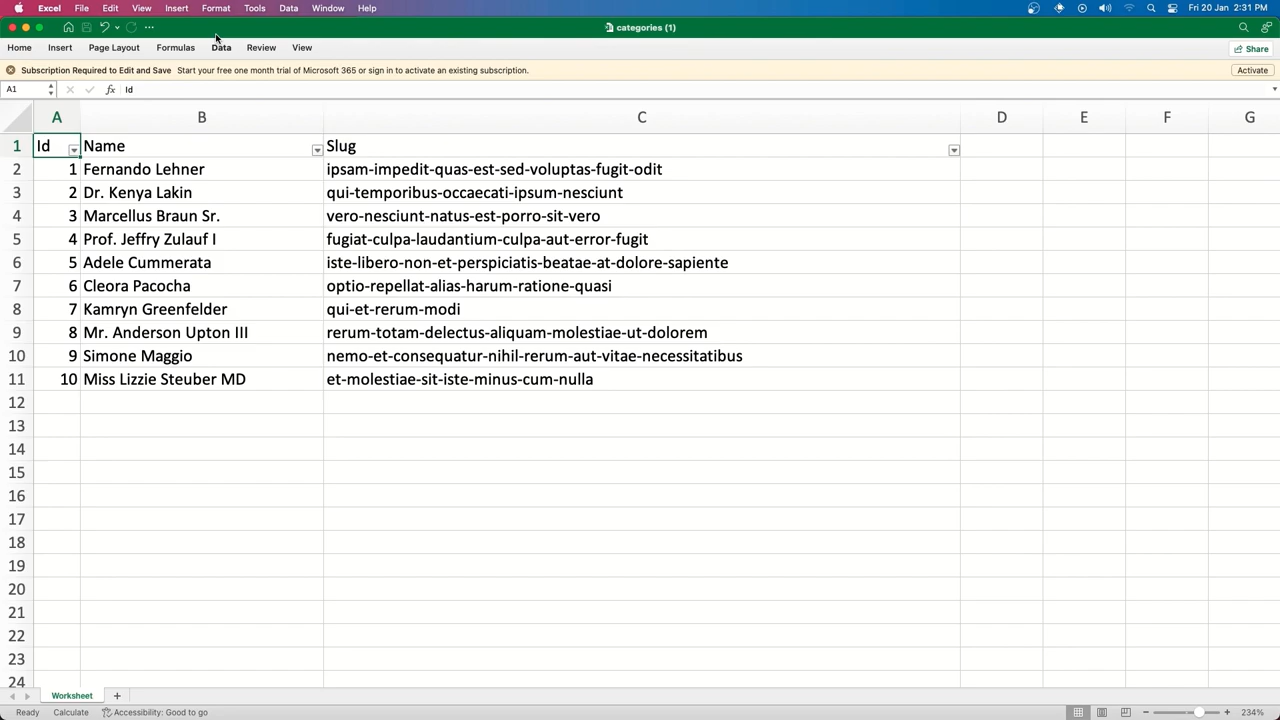 Excel File Edit View Insert Format Tools Data Window Help Fri 20 Jan 2:31 PM
categories (1)
Home Insert Page Layout Formulas Data Review View Share
Subscription Required to Edit and Save Start your free one month trial of Microsoft 365 or sign in to activate an existing subscription. Activate
A1 fx Id
A B C D E F G
1 Id Name Slug
2 1 Fernando Lehner ipsam-impedit-quas-est-sed-voluptas-fugit-odit
3 2 Dr. Kenya Lakin qui-temporibus-occaecati-ipsum-nesciunt
4 3 Marcellus Braun Sr. vero-nesciunt-natus-est-porro-sit-vero
5 4 Prof. Jeffry Zulauf I fugiat-culpa-laudantium-culpa-aut-error-fugit
6 5 Adele Cummerata iste-libero-non-et-perspiciatis-beatae-at-dolore-sapiente
7 6 Cleora Pacocha optio-repellat-alias-harum-ratione-quasi
8 7 Kamryn Greenfelder qui-et-rerum-modi
9 8 Mr. Anderson Upton III rerum-totam-delectus-aliquam-molestiae-ut-dolorem
10 9 Simone Maggio nemo-et-consequatur-nihil-rerum-aut-vitae-necessitatibus
11 10 Miss Lizzie Steuber MD et-molestiae-sit-iste-minus-cum-nulla
12
13
14
15
16
17
18
19
20
21
22
23
24
Worksheet +
Ready Calculate Accessibility: Good to go 234%